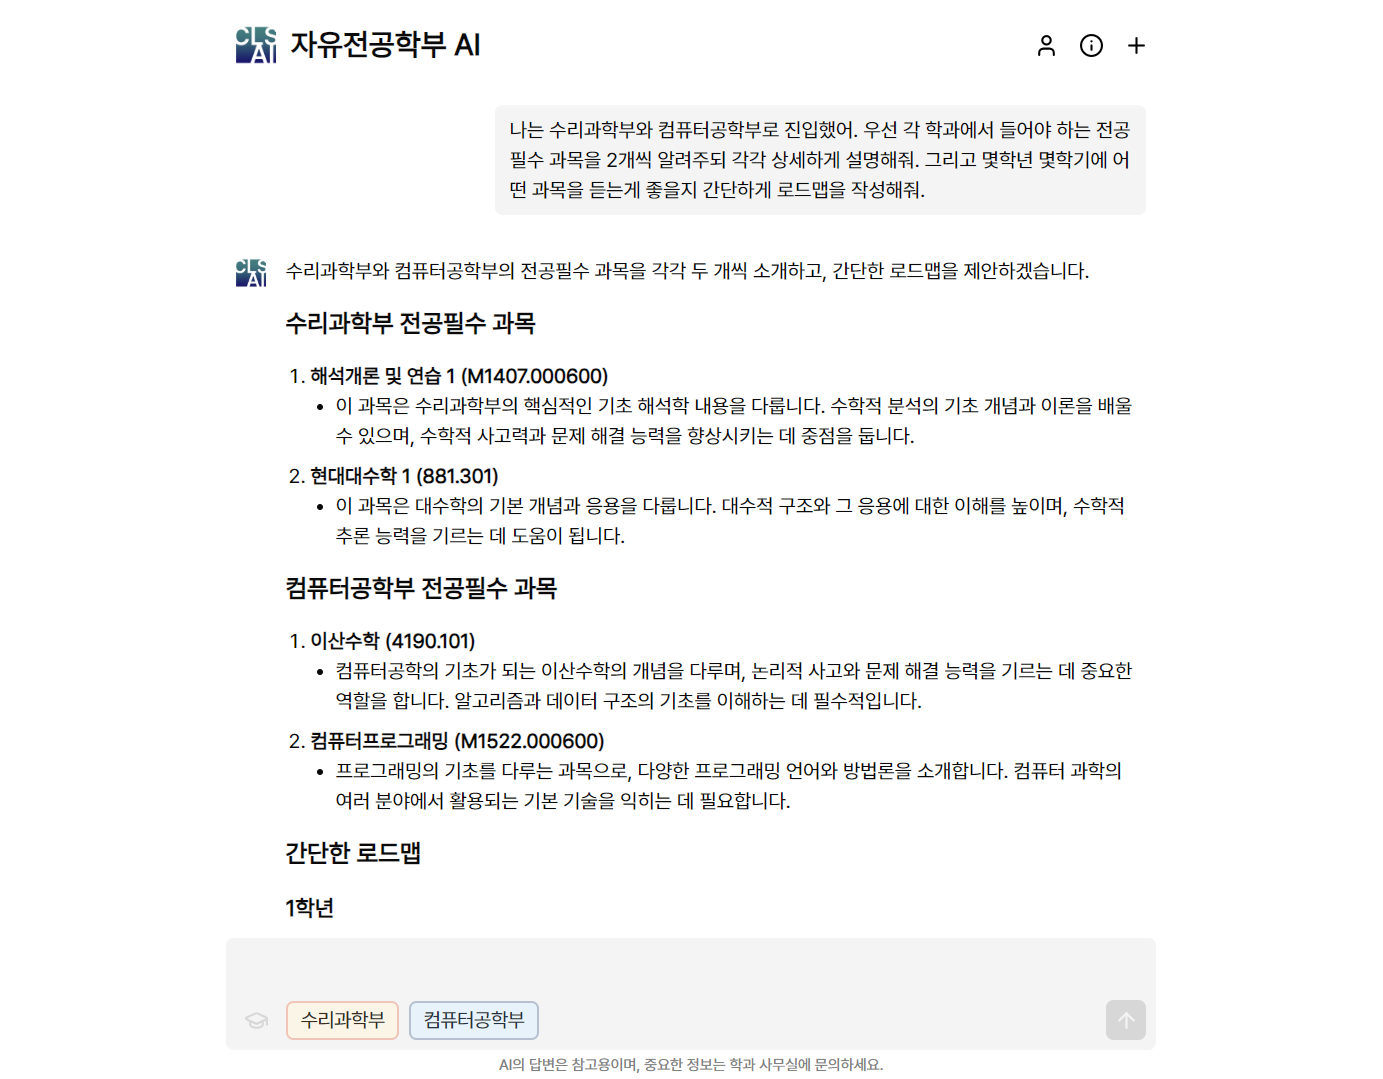 CLS
AI
자유전공학부 AI
나는 수리과학부와 컴퓨터공학부로 진입했어. 우선 각 학과에서 들어야 하는 전공
필수 과목을 2개씩 알려주되 각각 상세하게 설명해줘. 그리고 몇학년 몇학기에 어
떤 과목을 듣는게 좋을지 간단하게 로드맵을 작성해줘.
CLS
AI
수리과학부와 컴퓨터공학부의 전공필수 과목을 각각 두 개씩 소개하고, 간단한 로드맵을 제안하겠습니다.
수리과학부 전공필수 과목
1. 해석개론 및 연습 1 (M1407.000600)
• 이 과목은 수리과학부의 핵심적인 기초 해석학 내용을 다룹니다. 수학적 분석의 기초 개념과 이론을 배울
수 있으며, 수학적 사고력과 문제 해결 능력을 향상시키는 데 중점을 둡니다.
2. 현대대수학 1 (881.301)
• 이 과목은 대수학의 기본 개념과 응용을 다룹니다. 대수적 구조와 그 응용에 대한 이해를 높이며, 수학적
추론 능력을 기르는 데 도움이 됩니다.
컴퓨터공학부 전공필수 과목
1. 이산수학 (4190.101)
• 컴퓨터공학의 기초가 되는 이산수학의 개념을 다루며, 논리적 사고와 문제 해결 능력을 기르는 데 중요한
역할을 합니다. 알고리즘과 데이터 구조의 기초를 이해하는 데 필수적입니다.
2. 컴퓨터프로그래밍 (M1522.000600)
• 프로그래밍의 기초를 다루는 과목으로, 다양한 프로그래밍 언어와 방법론을 소개합니다. 컴퓨터 과학의
여러 분야에서 활용되는 기본 기술을 익히는 데 필요합니다.
간단한 로드맵
1학년
수리과학부 컴퓨터공학부
AI의 답변은 참고용이며, 중요한 정보는 학과 사무실에 문의하세요.